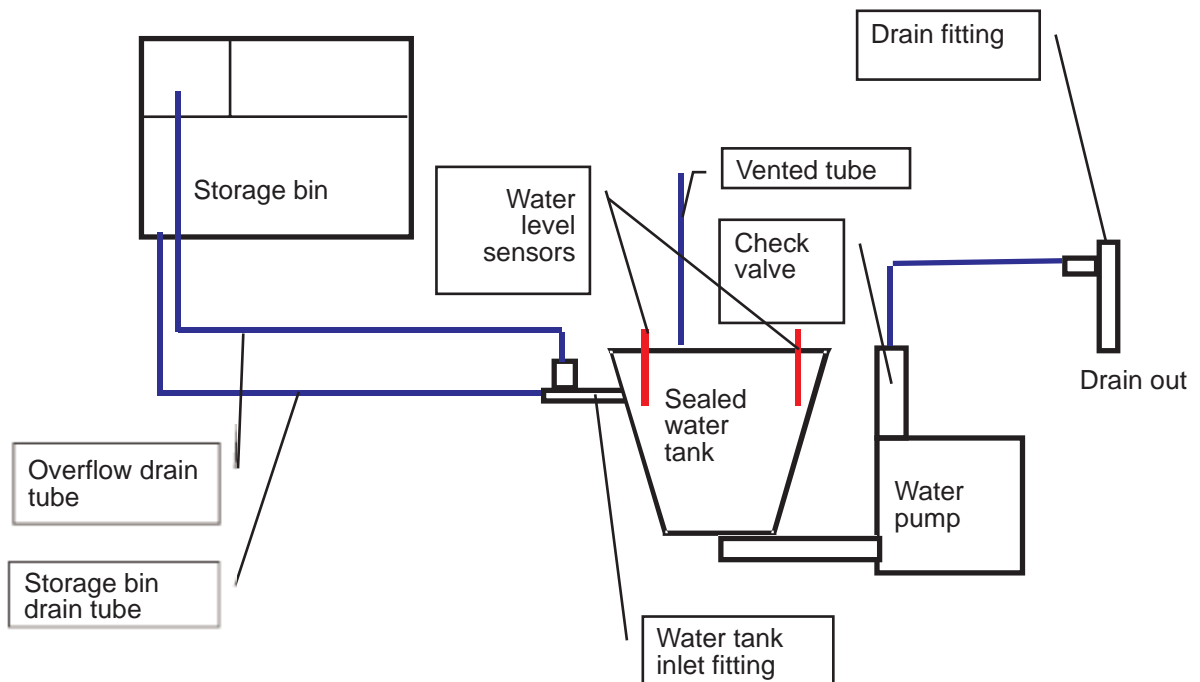 Drain fitting
Storage bin
Water
level
sensors
Vented tube
Check
valve
Drain out
Sealed
water
tank
Overflow drain
tube
Water
pump
Storage bin
drain tube
Water tank
inlet fitting